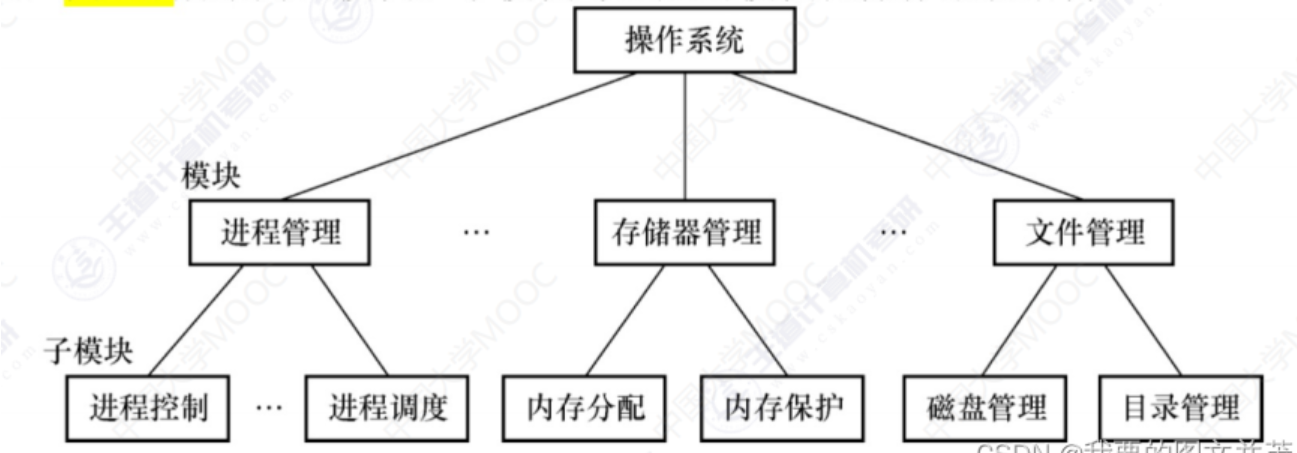 操作系统
模块
进程管理 … 存储器管理 … 文件管理
子模块
进程控制 … 进程调度 内存分配 内存保护 磁盘管理 目录管理
中国大学MOOC
王道计算机考研
www.cskaoyan.com